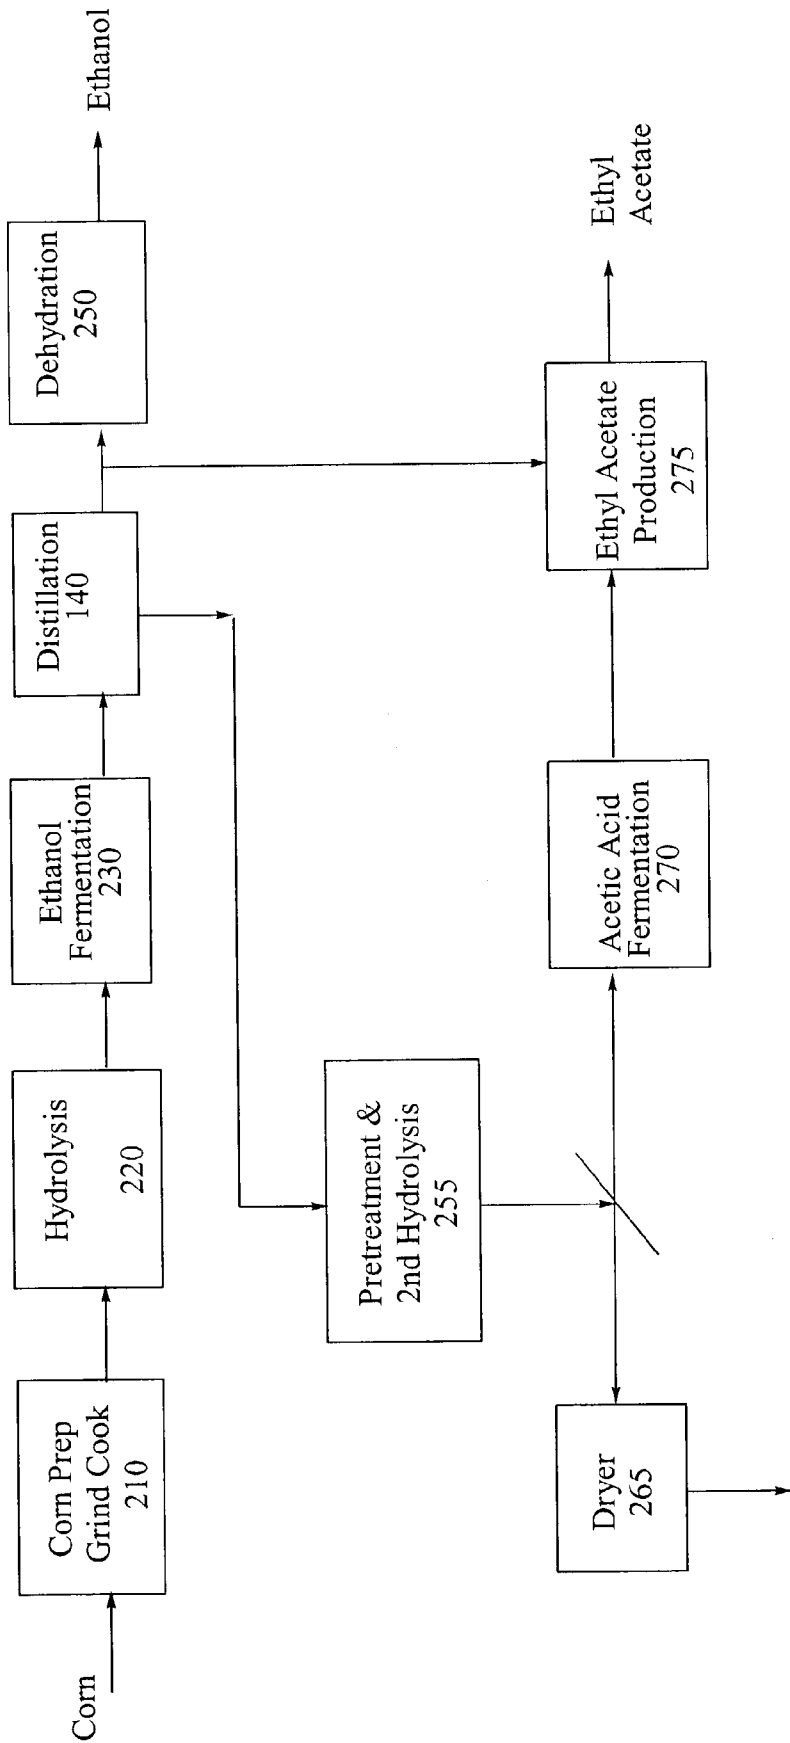 Corn
Corn Prep
Grind Cook
210
Hydrolysis
220
Ethanol
Fermentation
230
Distillation
140
Dehydration
250
Ethanol
Pretreatment &
2nd Hydrolysis
255
Dryer
265
Acetic Acid
Fermentation
270
Ethyl Acetate
Production
275
Ethyl
Acetate